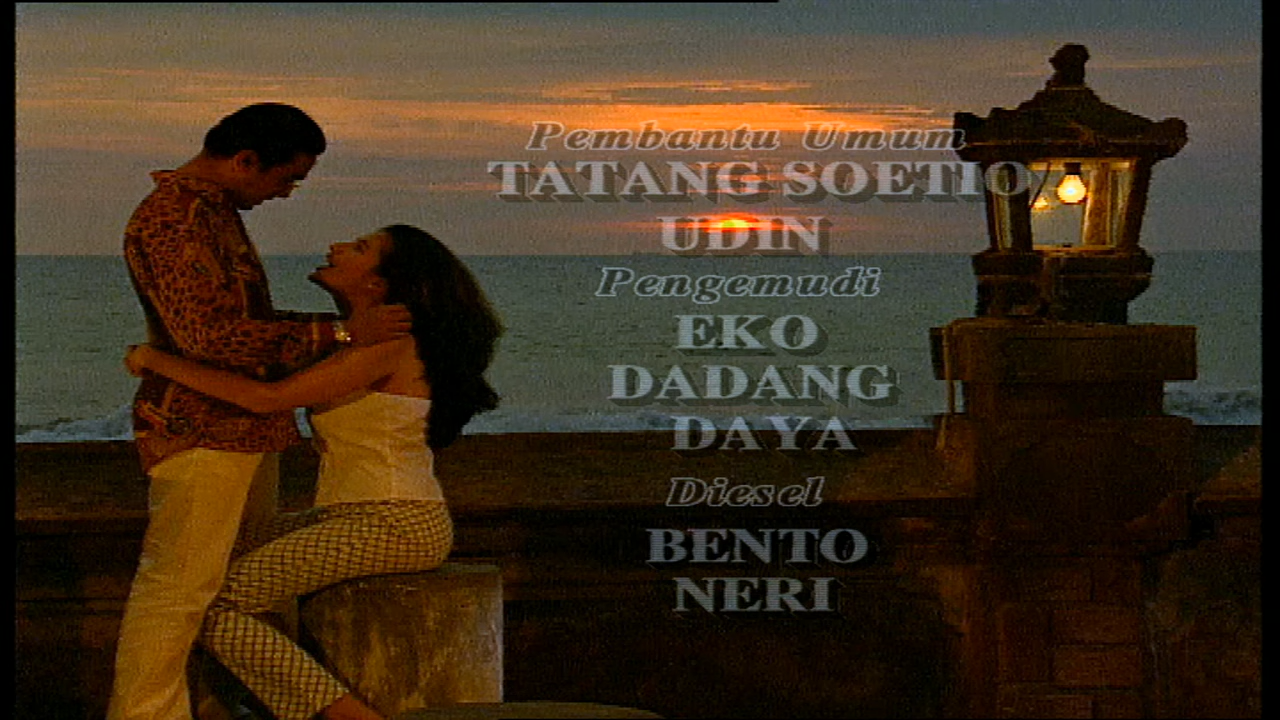 Pembantu Umum
TATANG SOETIO
UDIN
Pengemudi
EKO
DADANG
DAYA
Diesel
BENTO
NERI